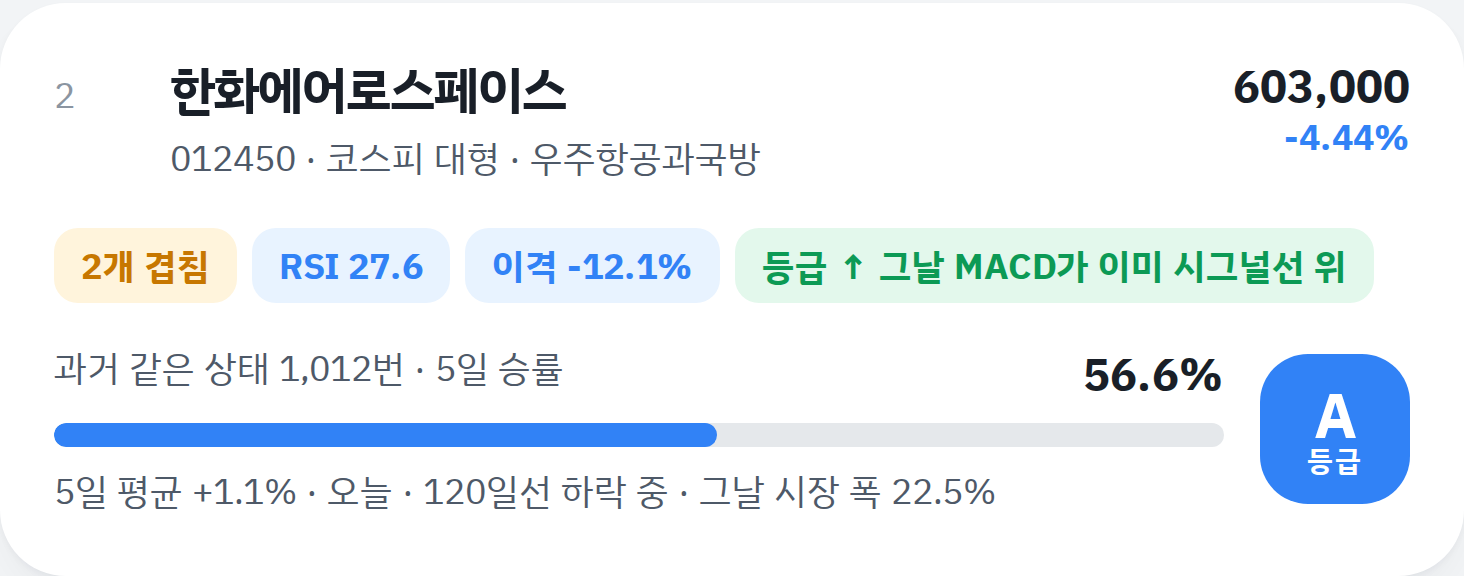 2
한화에어로스페이스
603,000
012450 · 코스피 대형 · 우주항공과국방
-4.44%
2개 겹침
RSI 27.6
이격 -12.1%
등급 ↑ 그날 MACD가 이미 시그널선 위
과거 같은 상태 1,012번 · 5일 승률
56.6%
A
등급
5일 평균 +1.1% · 오늘 · 120일선 하락 중 · 그날 시장 폭 22.5%